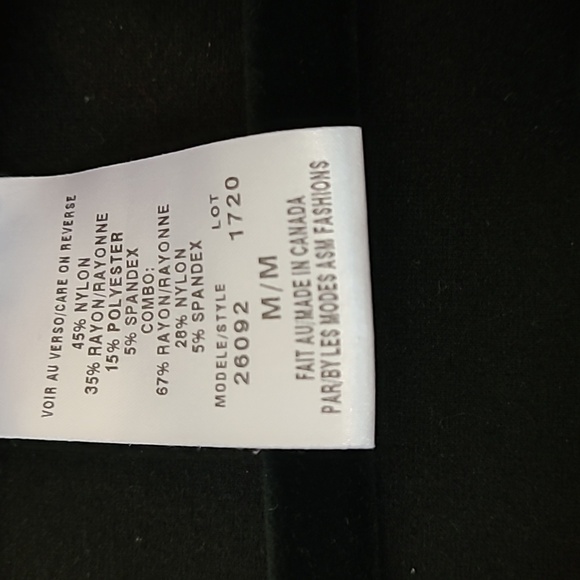 VOIR AU VERSO/CARE ON REVERSE
45% NYLON
35% RAYON/RAYONNE
15% POLYESTER
5% SPANDEX
COMBO:
67% RAYON/RAYONNE
28% NYLON
5% SPANDEX
MODELE/STYLE LOT
26092 1720
M/M
FAIT AU/MADE IN CANADA
PAR/BY LES MODES ASM FASHIONS